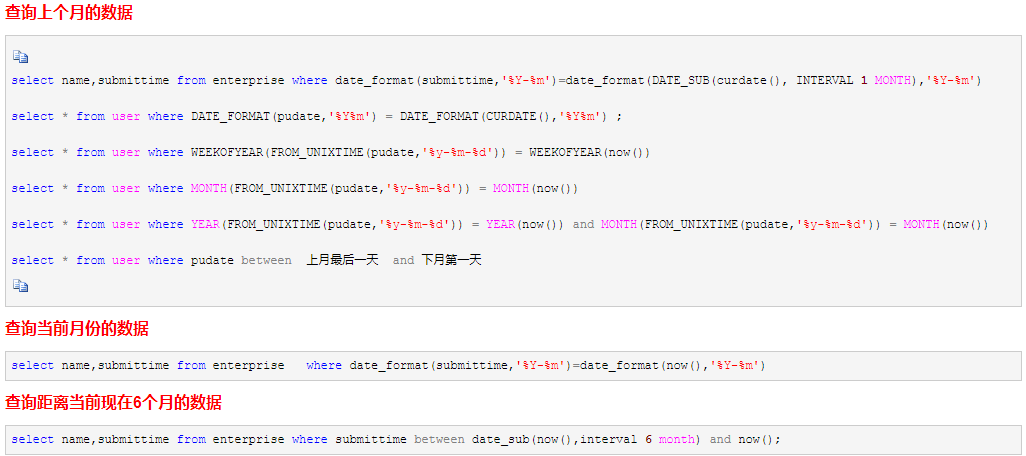 查询上个月的数据
select name,submittime from enterprise where date_format(submittime,'%Y-%m')=date_format(DATE_SUB(curdate(), INTERVAL 1 MONTH),'%Y-%m')
select * from user where DATE_FORMAT(pudate,'%Y%m') = DATE_FORMAT(CURDATE(),'%Y%m') ;
select * from user where WEEKOFYEAR(FROM_UNIXTIME(pudate,'%y-%m-%d')) = WEEKOFYEAR(now())
select * from user where MONTH(FROM_UNIXTIME(pudate,'%y-%m-%d')) = MONTH(now())
select * from user where YEAR(FROM_UNIXTIME(pudate,'%y-%m-%d')) = YEAR(now()) and MONTH(FROM_UNIXTIME(pudate,'%y-%m-%d')) = MONTH(now())
select * from user where pudate between  上月最后一天  and 下月第一天
查询当前月份的数据
select name,submittime from enterprise   where date_format(submittime,'%Y-%m')=date_format(now(),'%Y-%m')
查询距离当前现在6个月的数据
select name,submittime from enterprise where submittime between date_sub(now(),interval 6 month) and now();